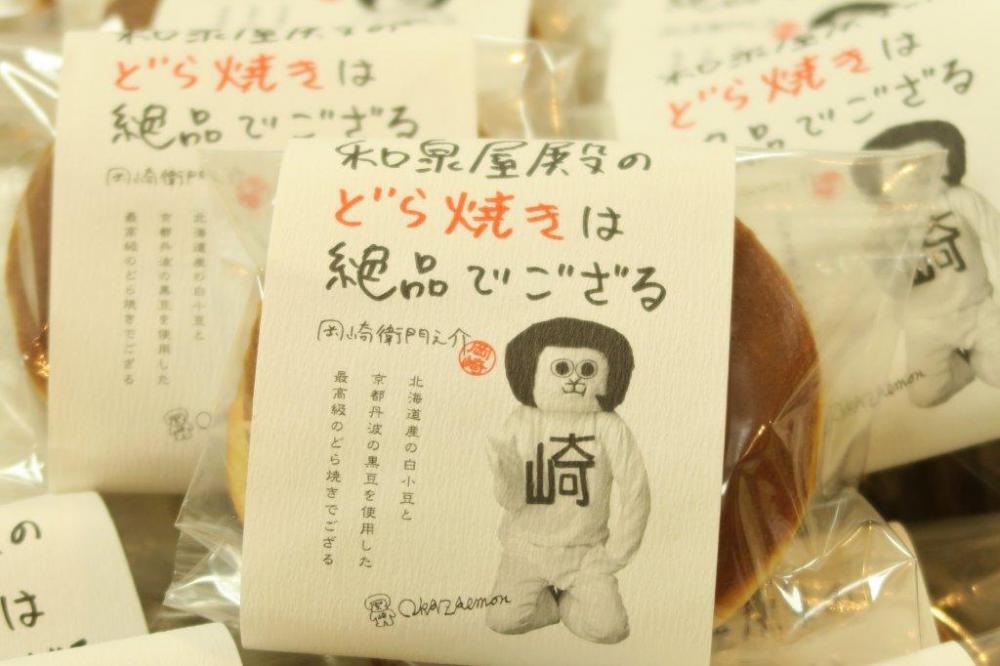 どら焼きは
絶品でござる
岡崎衛門
北海道産の白小豆と
京都丹波の黒豆を使用した
最高級のどら焼きでござる
和泉屋殿の
どら焼きは
絶品でござる
岡崎衛門之介
岡崎
北海道産の白小豆と
京都丹波の黒豆を使用した
最高級のどら焼きでござる
崎
OKAZAEMON
どら焼きは
品でござる
崎
OKAZAEMON
の
は